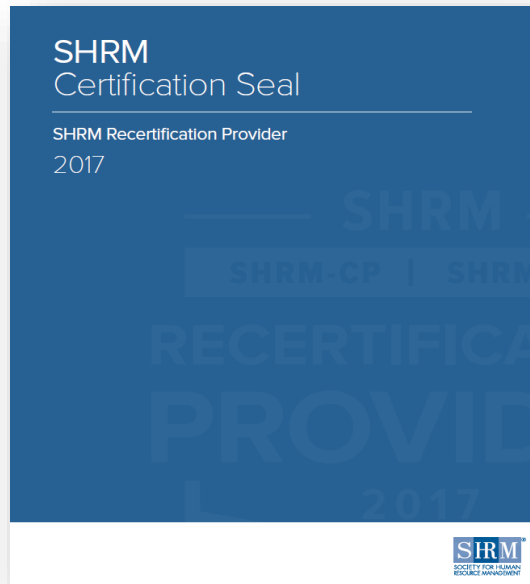 SHRM
Certification Seal
SHRM Recertification Provider
2017
SHRM
SHRM-CP | SHRM
RECERTIFICA
PROVID
2017
SHRM®
SOCIETY FOR HUMAN
RESOURCE MANAGEMENT